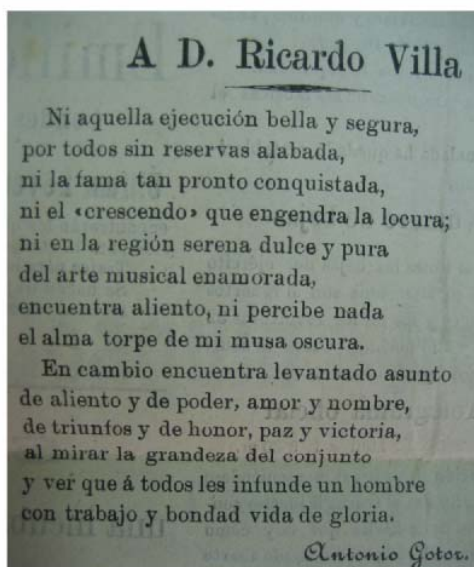 A D. Ricardo Villa
Ni aquella ejecución bella y segura,
por todos sin reservas alabada,
ni la fama tan pronto conquistada,
ni el «crescendo» que engendra la locura;
ni en la región serena dulce y pura
del arte musical enamorada,
encuentra aliento, ni percibe nada
el alma torpe de mi musa oscura.
En cambio encuentra levantado asunto
de aliento y de poder, amor y nombre,
de triunfos y de honor, paz y victoria,
al mirar la grandeza del conjunto
y ver que á todos les infunde un hombre
con trabajo y bondad vida de gloria.
Antonio Gotor.